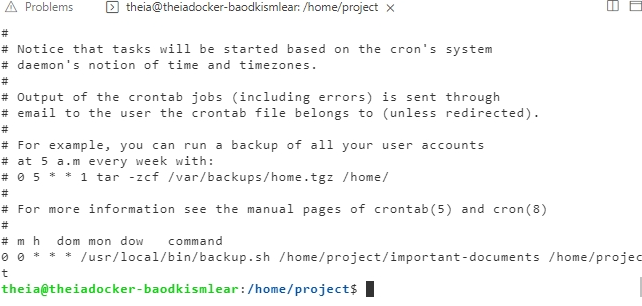 Problems
theia@theiadocker-baodkismlear: /home/project ×
#
# Notice that tasks will be started based on the cron's system
# daemon's notion of time and timezones.
#
# Output of the crontab jobs (including errors) is sent through
# email to the user the crontab file belongs to (unless redirected).
#
# For example, you can run a backup of all your user accounts
# at 5 a.m every week with:
# 0 5 * * 1 tar -zcf /var/backups/home.tgz /home/
#
# For more information see the manual pages of crontab(5) and cron(8)
#
# m h  dom mon dow   command
0 0 * * * /usr/local/bin/backup.sh /home/project/important-documents /home/projec
t
theia@theiadocker-baodkismlear:/home/project$